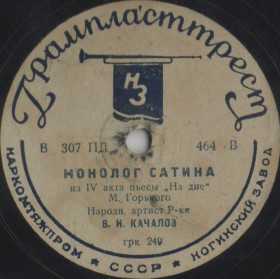 Грампласттрест
НЗ
В 307 ПД 464 В
МОНОЛОГ САТИНА
из IV акта пьесы „На дне"
М. Горького
Народн. артист Р-ки
В. И. КАЧАЛОВ
грк 249
НАРКОМТЯЖПРОМ ★ СССР ★ НОГИНСКИЙ ЗАВОД